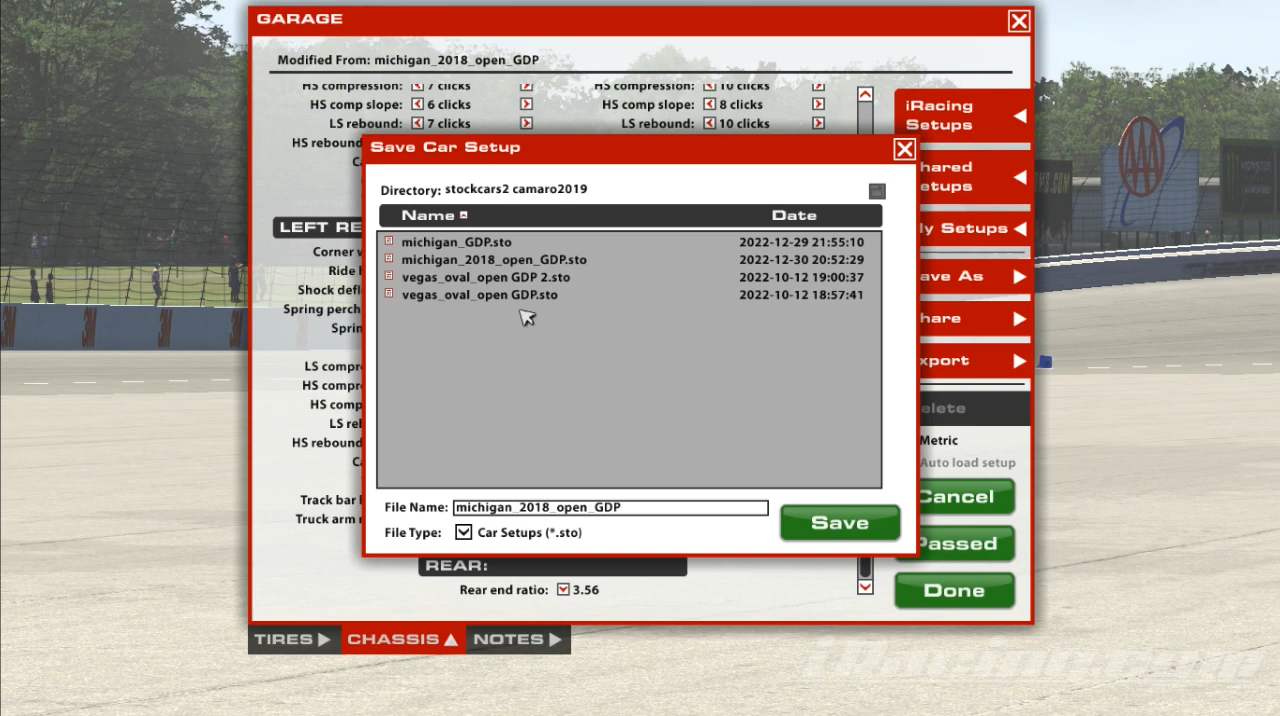 GARAGE
Modified From: michigan_2018_open_GDP
HS compression: 7 clicks HS compression: 10 clicks
HS comp slope: 6 clicks HS comp slope: 8 clicks
LS rebound: 7 clicks LS rebound: 10 clicks
HS rebound
Ca
iRacing
Setups
hared
etups
y Setups
ave As
hare
xport
elete
Metric
Auto load setup
Cancel
Passed
Done
Save Car Setup
Directory: stockcars2 camaro2019
Name Date
michigan_GDP.sto 2022-12-29 21:55:10
michigan_2018_open_GDP.sto 2022-12-30 20:52:29
vegas_oval_open GDP 2.sto 2022-10-12 19:00:37
vegas_oval_open GDP.sto 2022-10-12 18:57:41
File Name: michigan_2018_open_GDP
File Type: Car Setups (*.sto)
Save
LEFT RE
Corner
Ride
Shock defl
Spring perch
Sprin
LS compre
HS compre
HS comp
LS re
HS rebound
Ca
Track bar
Truck arm
REAR:
Rear end ratio: 3.56
TIRES CHASSIS NOTES
AAA
MONSTER
3M
iRacing.com